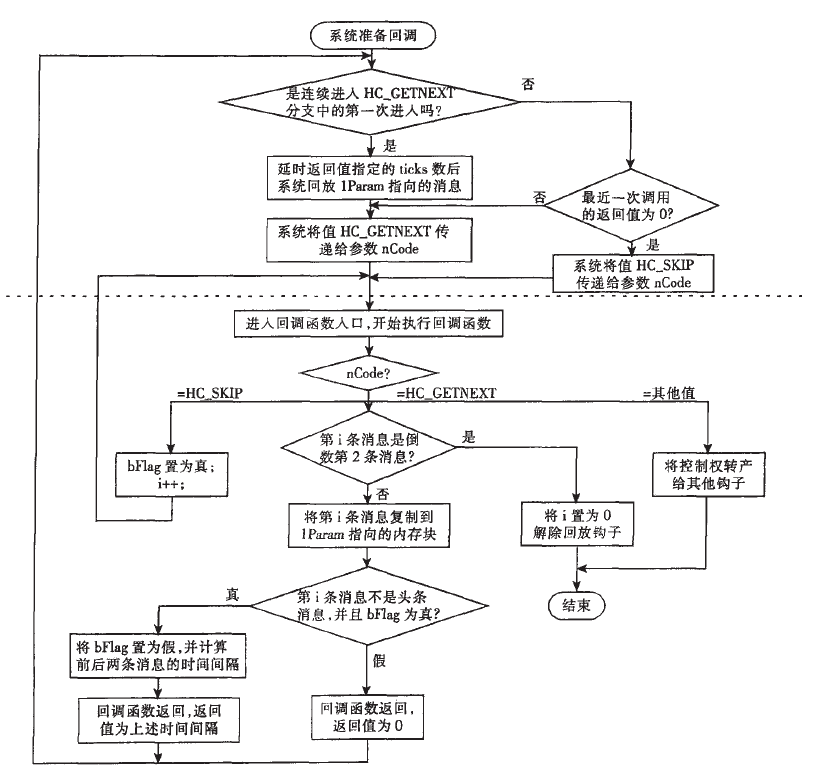 系统准备回调
是连续进入 HC_GETNEXT
分支中的第一次进入吗?
否
是
延时返回值指定的 ticks 数后
系统回放 lParam 指向的消息
否
最近一次调用
的返回值为 0?
系统将值 HC_GETNEXT 传
递给参数 nCode
是
系统将值 HC_SKIP
传递给参数 nCode
进入回调函数入口,开始执行回调函数
nCode?
=HC_SKIP
=HC_GETNEXT
=其他值
第 i 条消息是倒
数第 2 条消息?
是
bFlag 置为真;
i++;
将控制权转产
给其他钩子
否
将第 i 条消息复制到
lParam 指向的内存块
将 i 置为 0
解除回放钩子
真
第 i 条消息不是头条
消息,并且 bFlag 为真?
结束
将 bFlag 置为假,并计算
前后两条消息的时间间隔
假
回调函数返回,返回
值为上述时间间隔
回调函数返回,
返回值为 0